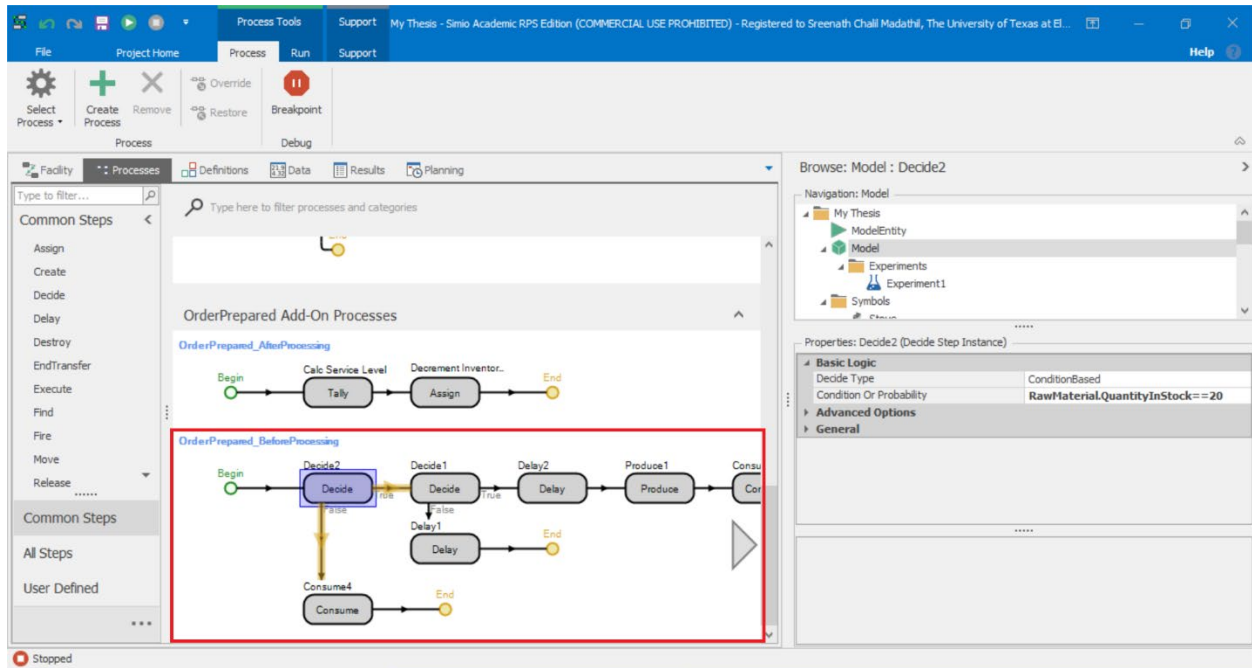 Process Tools
Support
My Thesis - Simio Academic RPS Edition (COMMERCIAL USE PROHIBITED) - Registered to Sreenath Chalil Madathil, The University of Texas at El...
File
Project Home
Process
Run
Support
Help
Select Process
Create Process
Remove
Override
Restore
Breakpoint
Process
Debug
Facility
Processes
Definitions
Data
Results
Planning
Type to filter...
Common Steps
Assign
Create
Decide
Delay
Destroy
EndTransfer
Execute
Find
Fire
Move
Release
Common Steps
All Steps
User Defined
Type here to filter processes and categories
End
OrderPrepared Add-On Processes
OrderPrepared_AfterProcessing
Begin
Calc Service Level
Decrement Inventor..
End
Tally
Assign
OrderPrepared_BeforeProcessing
Begin
Decide2
Decide1
Delay2
Produce1
Consu
Decide
True
Decide
True
Delay
Produce
Con
False
False
Delay1
Delay
End
Consume4
Consume
End
Browse: Model : Decide2
Navigation: Model
My Thesis
ModelEntity
Model
Experiments
Experiment1
Symbols
Properties: Decide2 (Decide Step Instance)
Basic Logic
Decide Type
ConditionBased
Condition Or Probability
RawMaterial.QuantityInStock==20
Advanced Options
General
Stopped